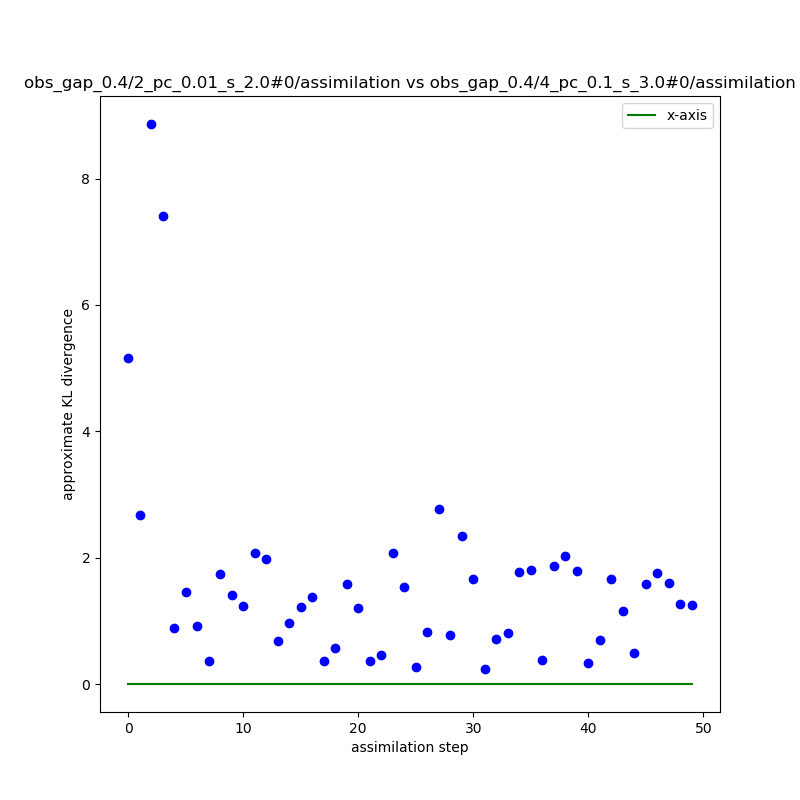 obs_gap_0.4/2_pc_0.01_s_2.0#0/assimilation vs obs_gap_0.4/4_pc_0.1_s_3.0#0/assimilation
x-axis
approximate KL divergence
8
6
4
2
0
0 10 20 30 40 50
assimilation step